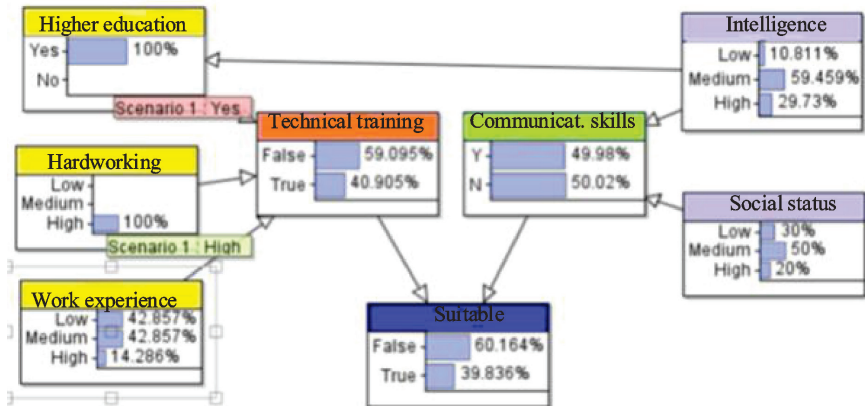 Higher education
Yes 100%
No
Scenario 1 : Yes
Intelligence
Low 10.811%
Medium 59.459%
High 29.73%
Technical training
False 59.095%
True 40.905%
Communicat. skills
Y 49.98%
N 50.02%
Hardworking
Low
Medium
High 100%
Scenario 1 : High
Social status
Low 30%
Medium 50%
High 20%
Work experience
Low 42.857%
Medium 42.857%
High 14.286%
Suitable
False 60.164%
True 39.836%